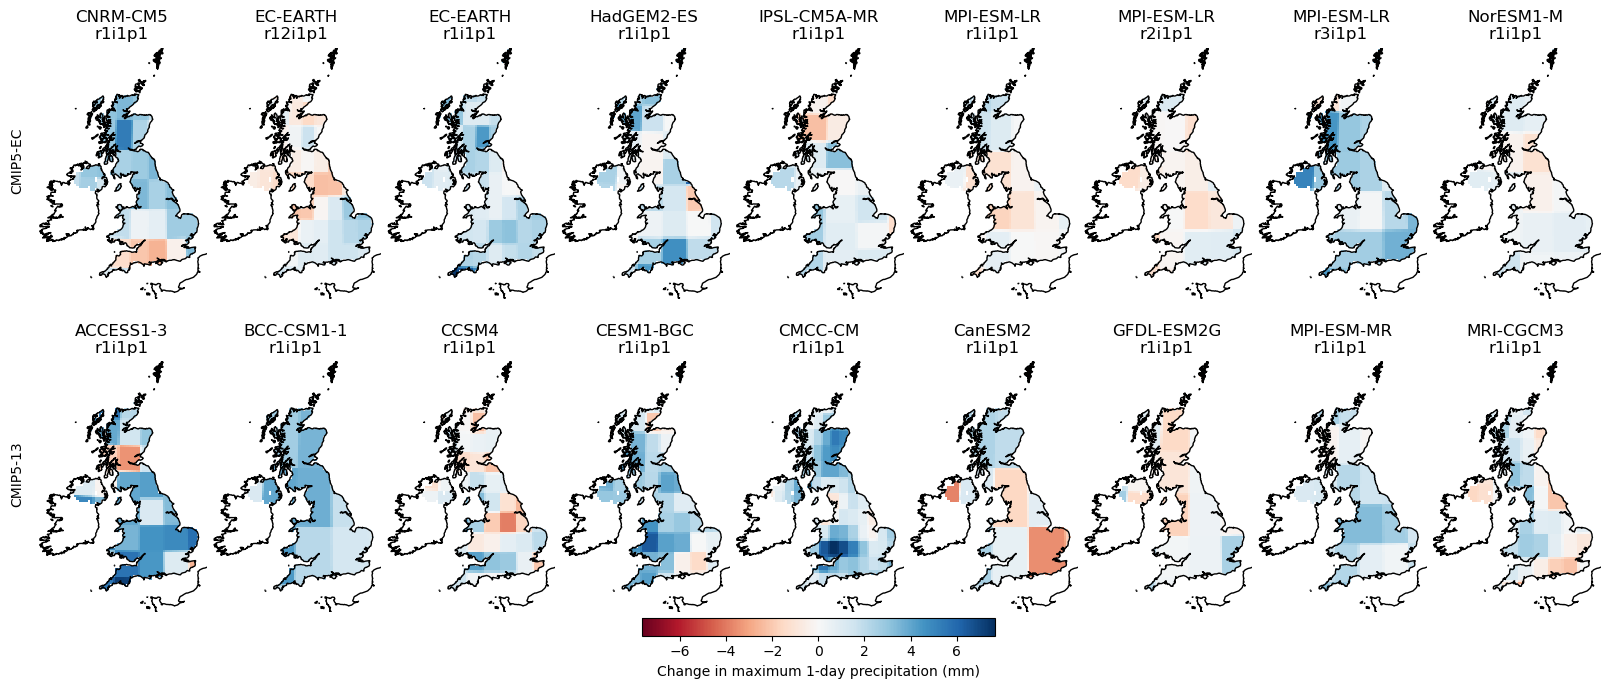 CNRM-CM5 EC-EARTH EC-EARTH HadGEM2-ES IPSL-CM5A-MR MPI-ESM-LR MPI-ESM-LR MPI-ESM-LR NorESM1-M
r1i1p1 r12i1p1 r1i1p1 r1i1p1 r1i1p1 r1i1p1 r2i1p1 r3i1p1 r1i1p1
CMIP5-EC
ACCESS1-3 BCC-CSM1-1 CCSM4 CESM1-BGC CMCC-CM CanESM2 GFDL-ESM2G MPI-ESM-MR MRI-CGCM3
r1i1p1 r1i1p1 r1i1p1 r1i1p1 r1i1p1 r1i1p1 r1i1p1 r1i1p1 r1i1p1
CMIP5-13
−6 −4 −2 0 2 4 6
Change in maximum 1-day precipitation (mm)